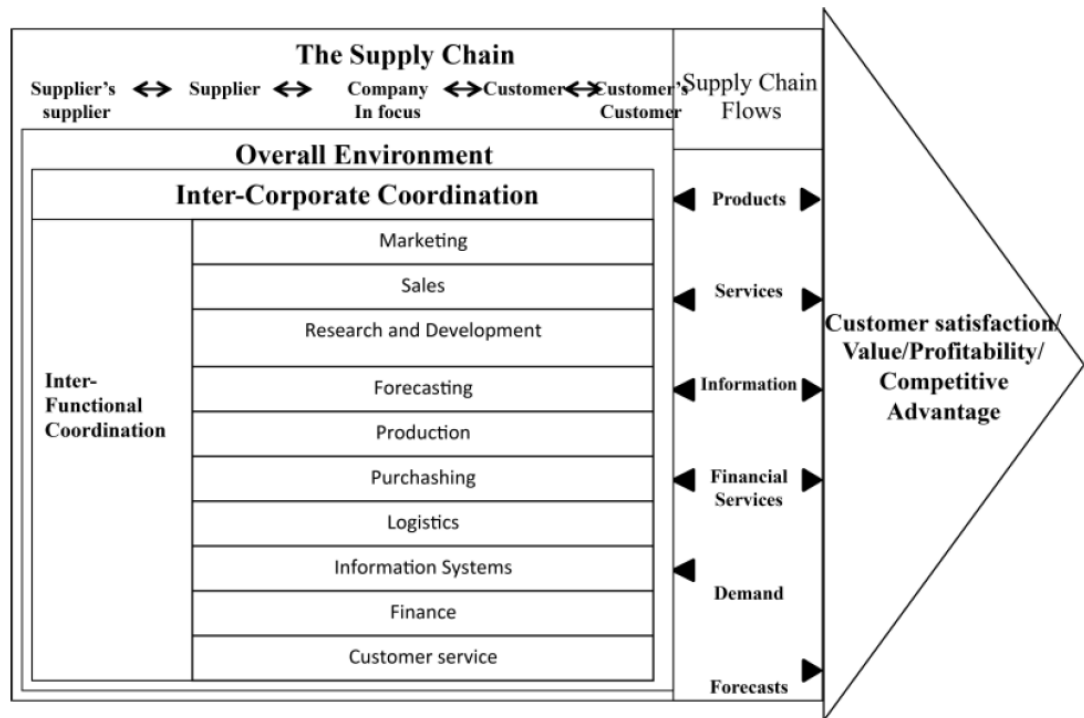 The Supply Chain
Supplier's
supplier
Supplier
Company
In focus
Customer
Customer's
Customer
Supply Chain
Flows
Overall Environment
Inter-Corporate Coordination
Inter-
Functional
Coordination
Marketing
Sales
Research and Development
Forecasting
Production
Purchashing
Logistics
Information Systems
Finance
Customer service
Products
Services
Information
Financial
Services
Demand
Forecasts
Customer satisfaction/
Value/Profitability/
Competitive
Advantage